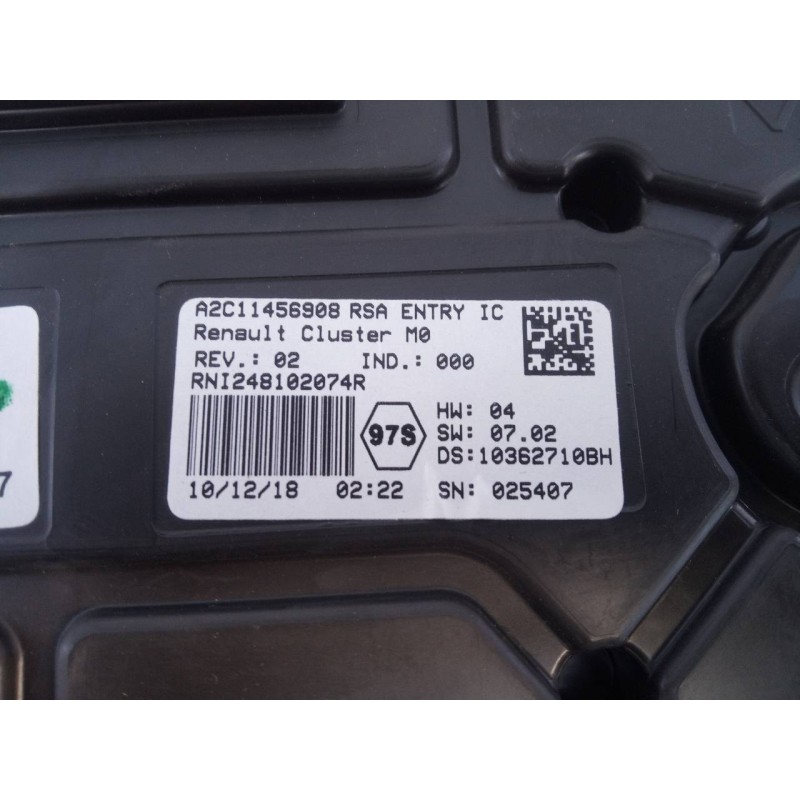 A2C11456908 RSA ENTRY IC
Renault Cluster M0
REV.: 02 IND.: 000
RNI248102074R
97S
HW: 04
SW: 07.02
DS:10362710BH
10/12/18 02:22 SN: 025407
7